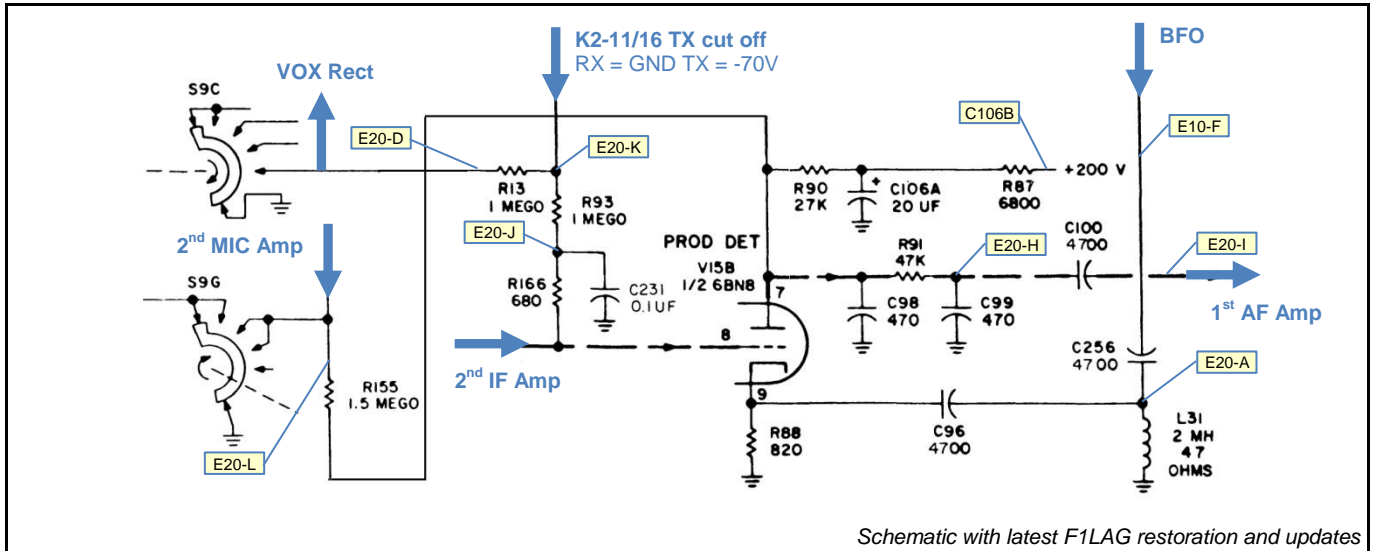 K2-11/16 TX cut off
RX = GND TX = -70V
BFO
VOX Rect
S9C
E20-D
E20-K
C106B
E10-F
R13
1 MEGO
R93
1 MEGO
R90
27K
+
C106A
20 UF
R87
6800
+200 V
2nd MIC Amp
E20-J
PROD DET
V15B
1/2 6BN8
7
R91
47K
E20-H
C100
4700
E20-I
S9G
R166
680
C231
0.1UF
C98
470
C99
470
1st AF Amp
8
2nd IF Amp
C256
4700
E20-A
R155
1.5 MEGO
9
R88
820
C96
4700
L31
2 MH
47
OHMS
E20-L
Schematic with latest F1LAG restoration and updates